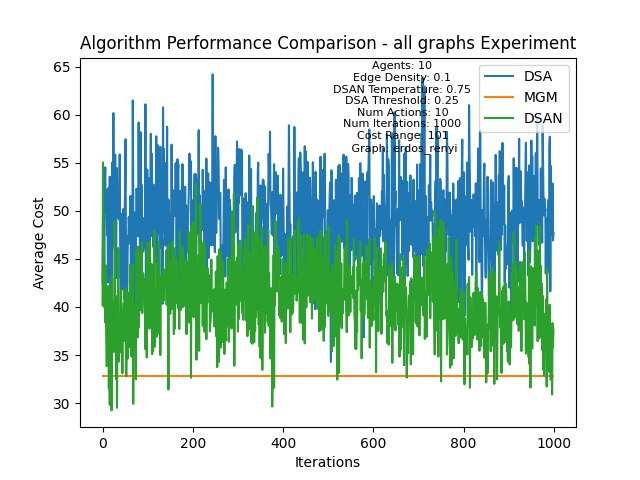 Algorithm Performance Comparison - all graphs Experiment
Agents: 10
Edge Density: 0.1
DSAN Temperature: 0.75
DSA Threshold: 0.25
Num Actions: 10
Num Iterations: 1000
Cost Range: 101
Graph: erdos_renyi
DSA
MGM
DSAN
Average Cost
65
60
55
50
45
40
35
30
0
200
400
600
800
1000
Iterations